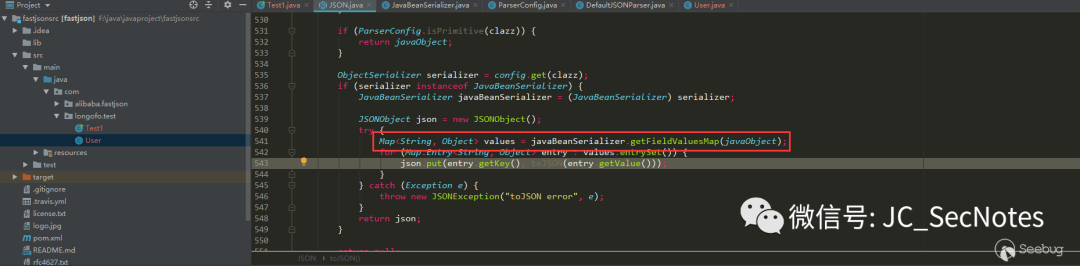 Project
Test1.java
JSON.java
JavaBeanSerializer.java
ParserConfig.java
DefaultJSONParser.java
User.java
fastjsonsrc [fastjson] F:\java\javaproject\fastjsonsrc
.idea
lib
src
main
java
com
alibaba.fastjson
longofo.test
Test1
User
resources
test
target
.gitignore
.travis.yml
license.txt
logo.jpg
pom.xml
README.md
rfc4627.txt
530
531 if (ParserConfig.isPrimitive(clazz)) {
532 return javaObject;
533 }
534
535 ObjectSerializer serializer = config.get(clazz);
536 if (serializer instanceof JavaBeanSerializer) {
537 JavaBeanSerializer javaBeanSerializer = (JavaBeanSerializer) serializer;
538
539 JSONObject json = new JSONObject();
540 try {
541 Map<String, Object> values = javaBeanSerializer.getFieldValuesMap(javaObject);
542 for (Map.Entry<String, Object> entry : values.entrySet()) {
543 json.put(entry.getKey(), toJSON(entry.getValue()));
544 }
545 } catch (Exception e) {
546 throw new JSONException("toJSON error", e);
547 }
548 return json;
549 }
550
JSON › toJSON()
微信号: JC_SecNotes
Seebug